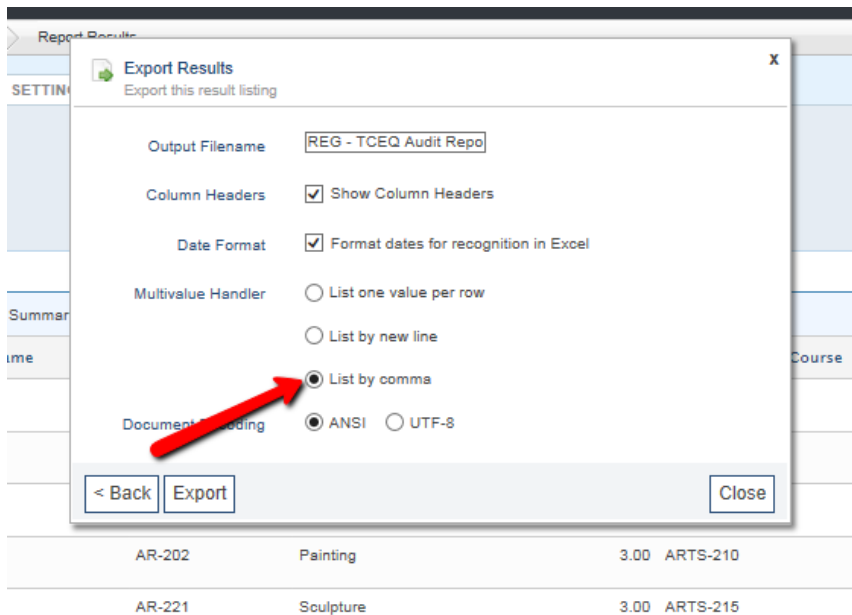 Report Results
Export Results
x
Export this result listing
SETTIN
Output Filename
REG - TCEQ Audit Repo
Column Headers
Show Column Headers
Date Format
Format dates for recognition in Excel
Multivalue Handler
List one value per row
Summar
List by new line
me
Course
List by comma
Document Encoding
ANSI
UTF-8
< Back
Export
Close
AR-202 Painting 3.00 ARTS-210
AR-221 Sculpture 3.00 ARTS-215